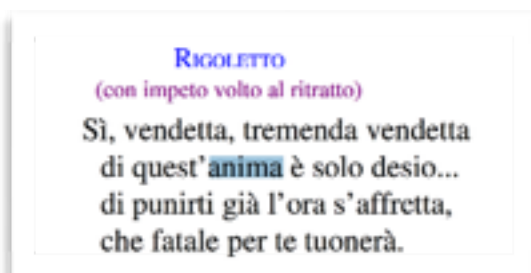 RIGOLETTO
(con impeto volto al ritratto)
Sì, vendetta, tremenda vendetta
di quest'anima è solo desio...
di punirti già l'ora s'affretta,
che fatale per te tuonerà.